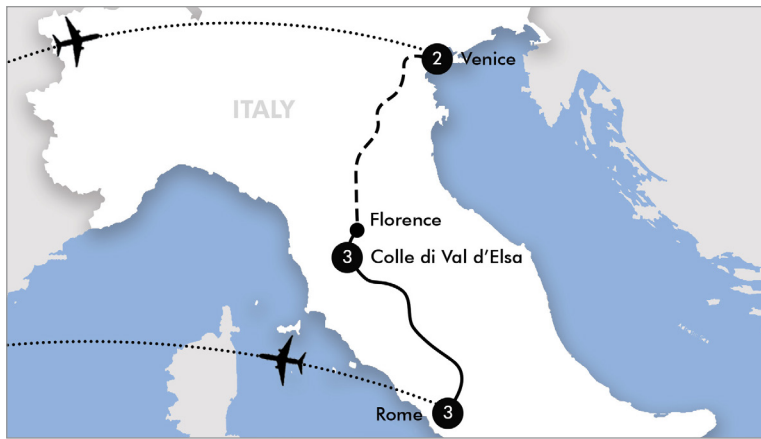 2 Venice
ITALY
Florence
3 Colle di Val d'Elsa
Rome 3